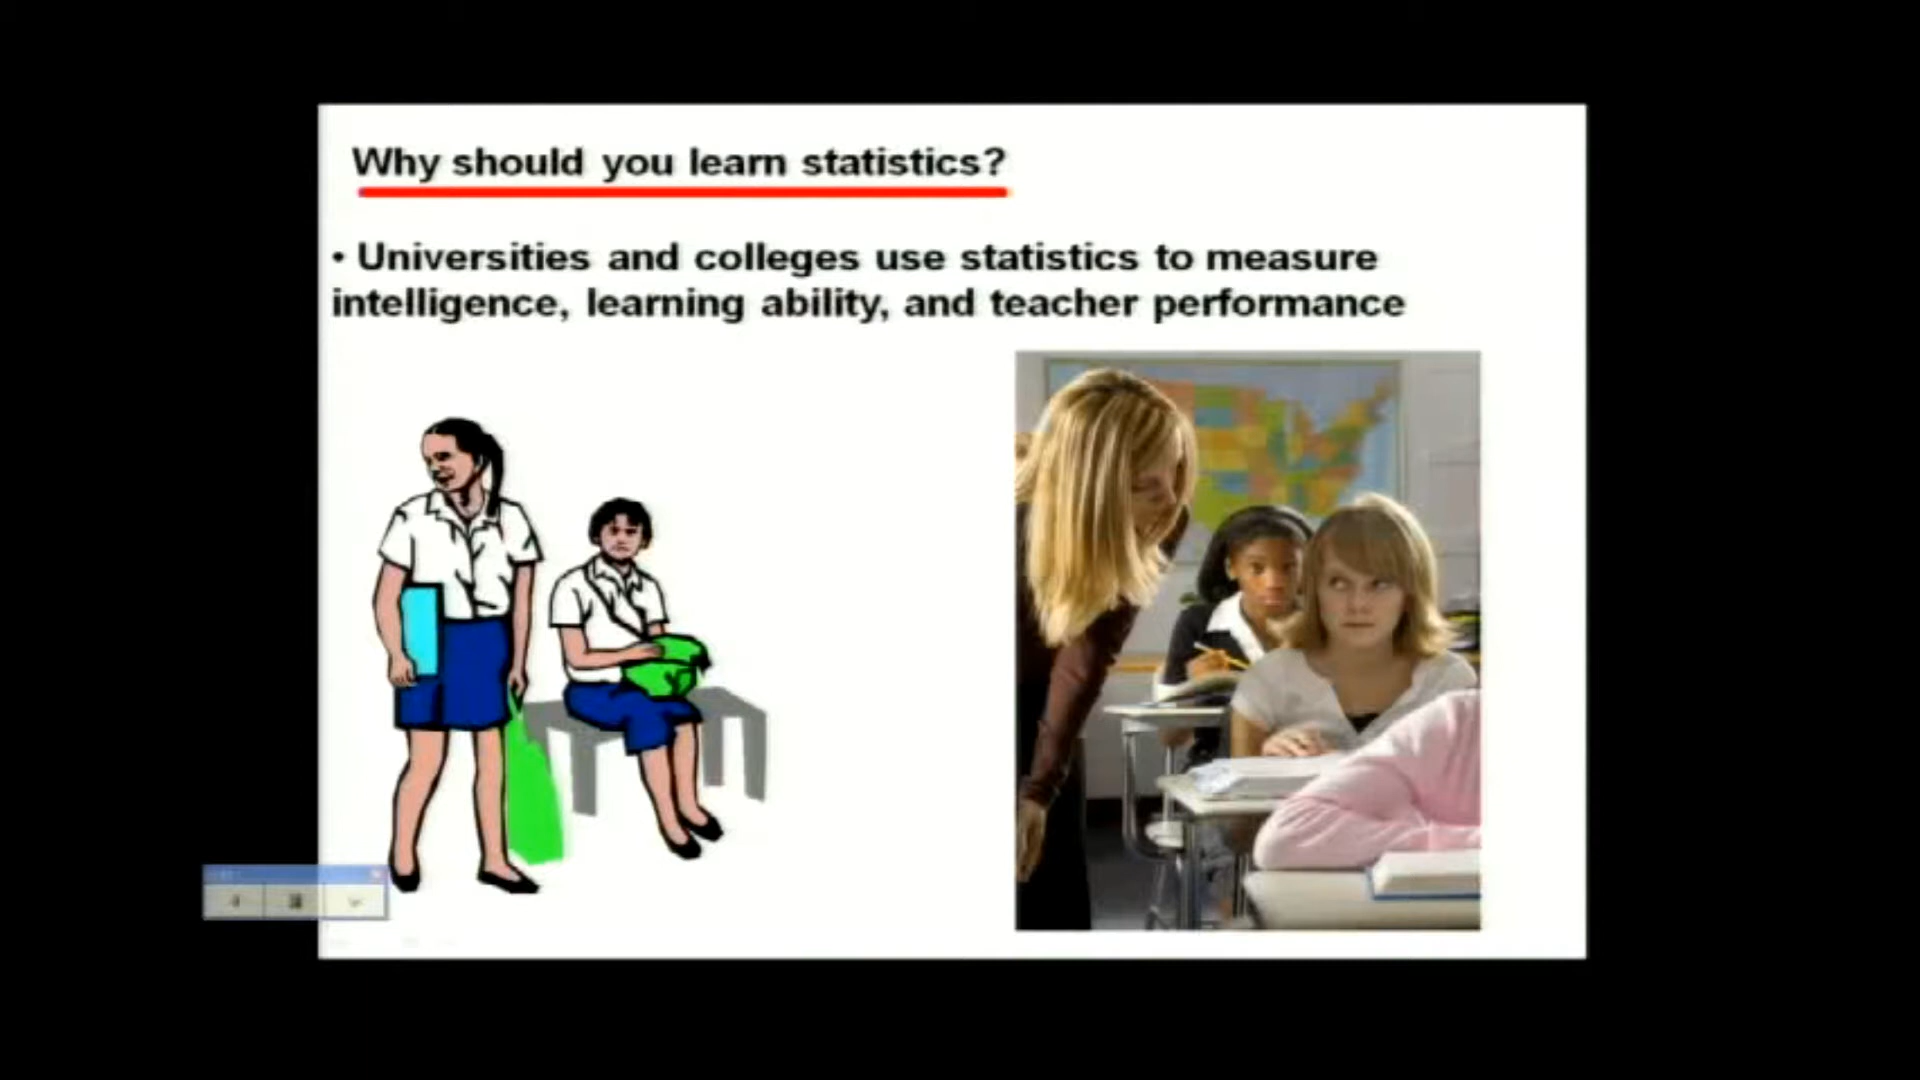 Why should you learn statistics?
• Universities and colleges use statistics to measure
intelligence, learning ability, and teacher performance